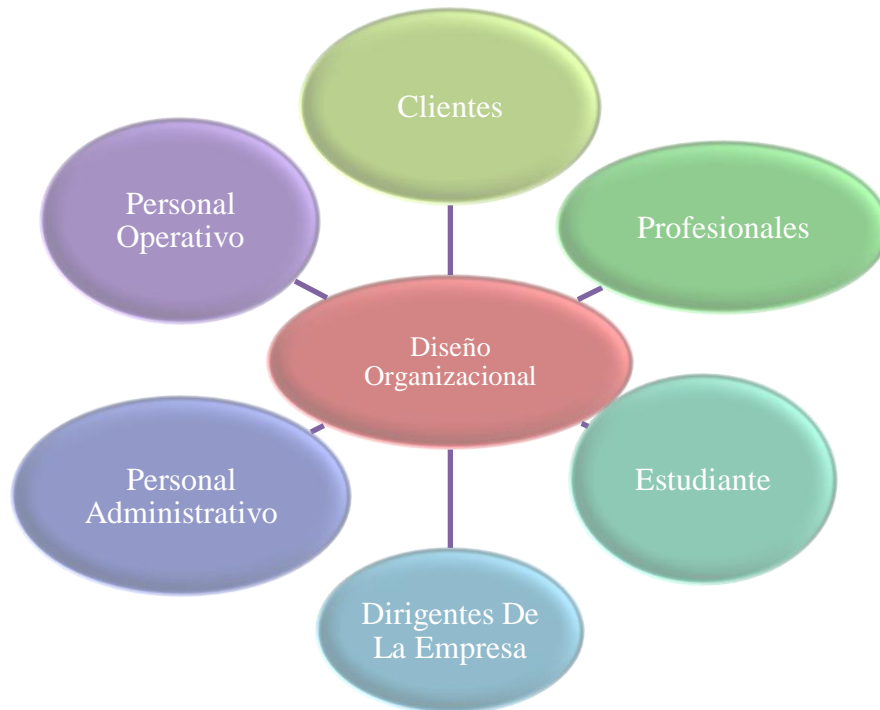 Clientes
Profesionales
Estudiante
Dirigentes De
La Empresa
Personal
Administrativo
Personal
Operativo
Diseño
Organizacional